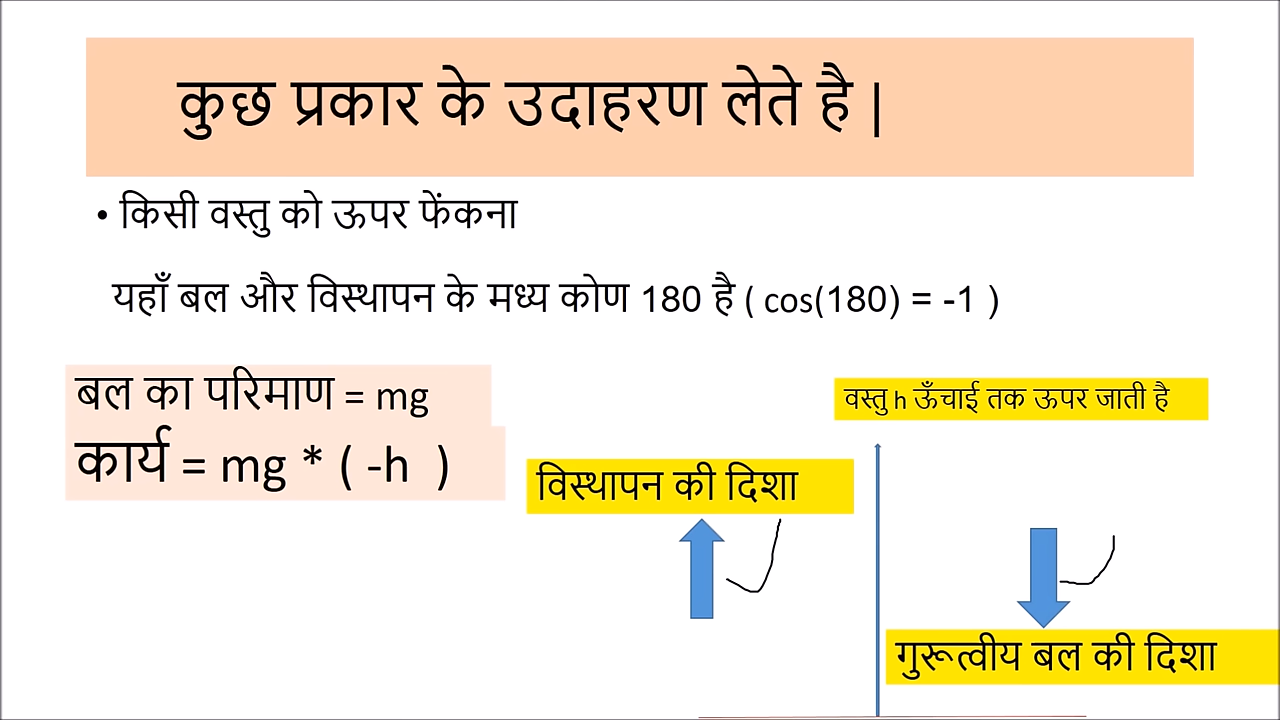 कुछ प्रकार के उदाहरण लेते है |
• किसी वस्तु को ऊपर फेंकना
यहाँ बल और विस्थापन के मध्य कोण 180 है ( cos(180) = -1 )
बल का परिमाण = mg
कार्य = mg * ( -h )
वस्तु h ऊँचाई तक ऊपर जाती है
विस्थापन की दिशा
गुरूत्वीय बल की दिशा